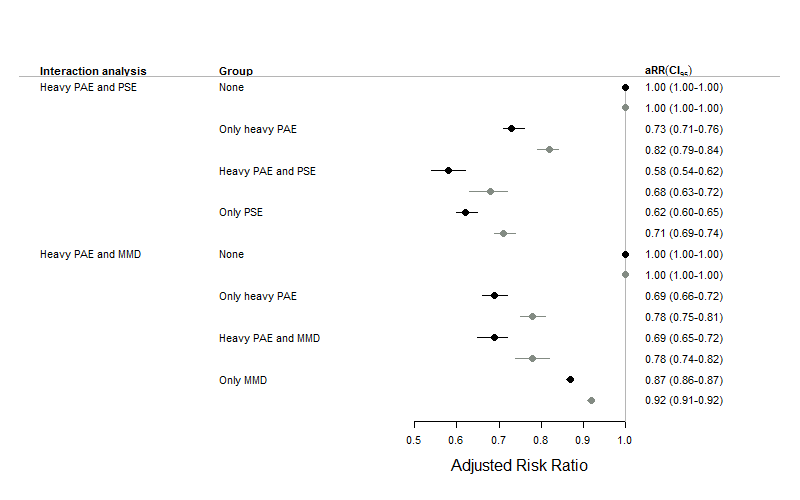 Interaction analysis Group aRR(CI95)
Heavy PAE and PSE None 1.00 (1.00-1.00)
1.00 (1.00-1.00)
Only heavy PAE 0.73 (0.71-0.76)
0.82 (0.79-0.84)
Heavy PAE and PSE 0.58 (0.54-0.62)
0.68 (0.63-0.72)
Only PSE 0.62 (0.60-0.65)
0.71 (0.69-0.74)
Heavy PAE and MMD None 1.00 (1.00-1.00)
1.00 (1.00-1.00)
Only heavy PAE 0.69 (0.66-0.72)
0.78 (0.75-0.81)
Heavy PAE and MMD 0.69 (0.65-0.72)
0.78 (0.74-0.82)
Only MMD 0.87 (0.86-0.87)
0.92 (0.91-0.92)
0.5 0.6 0.7 0.8 0.9 1.0
Adjusted Risk Ratio